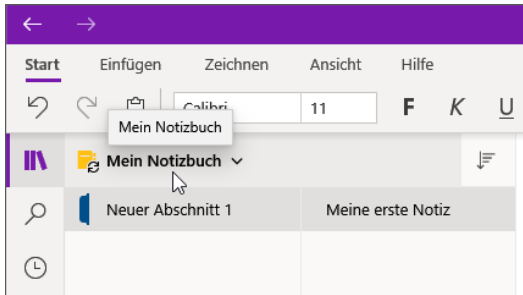 Start Einfügen Zeichnen Ansicht Hilfe
Calibri 11 F K U
Mein Notizbuch
Mein Notizbuch
Neuer Abschnitt 1 Meine erste Notiz